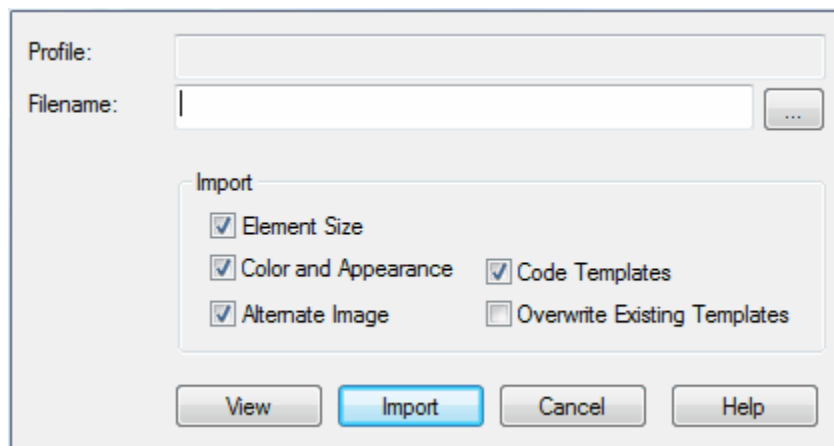 Profile:
Filename:
...
Import
Element Size
Color and Appearance
Code Templates
Alternate Image
Overwrite Existing Templates
View
Import
Cancel
Help